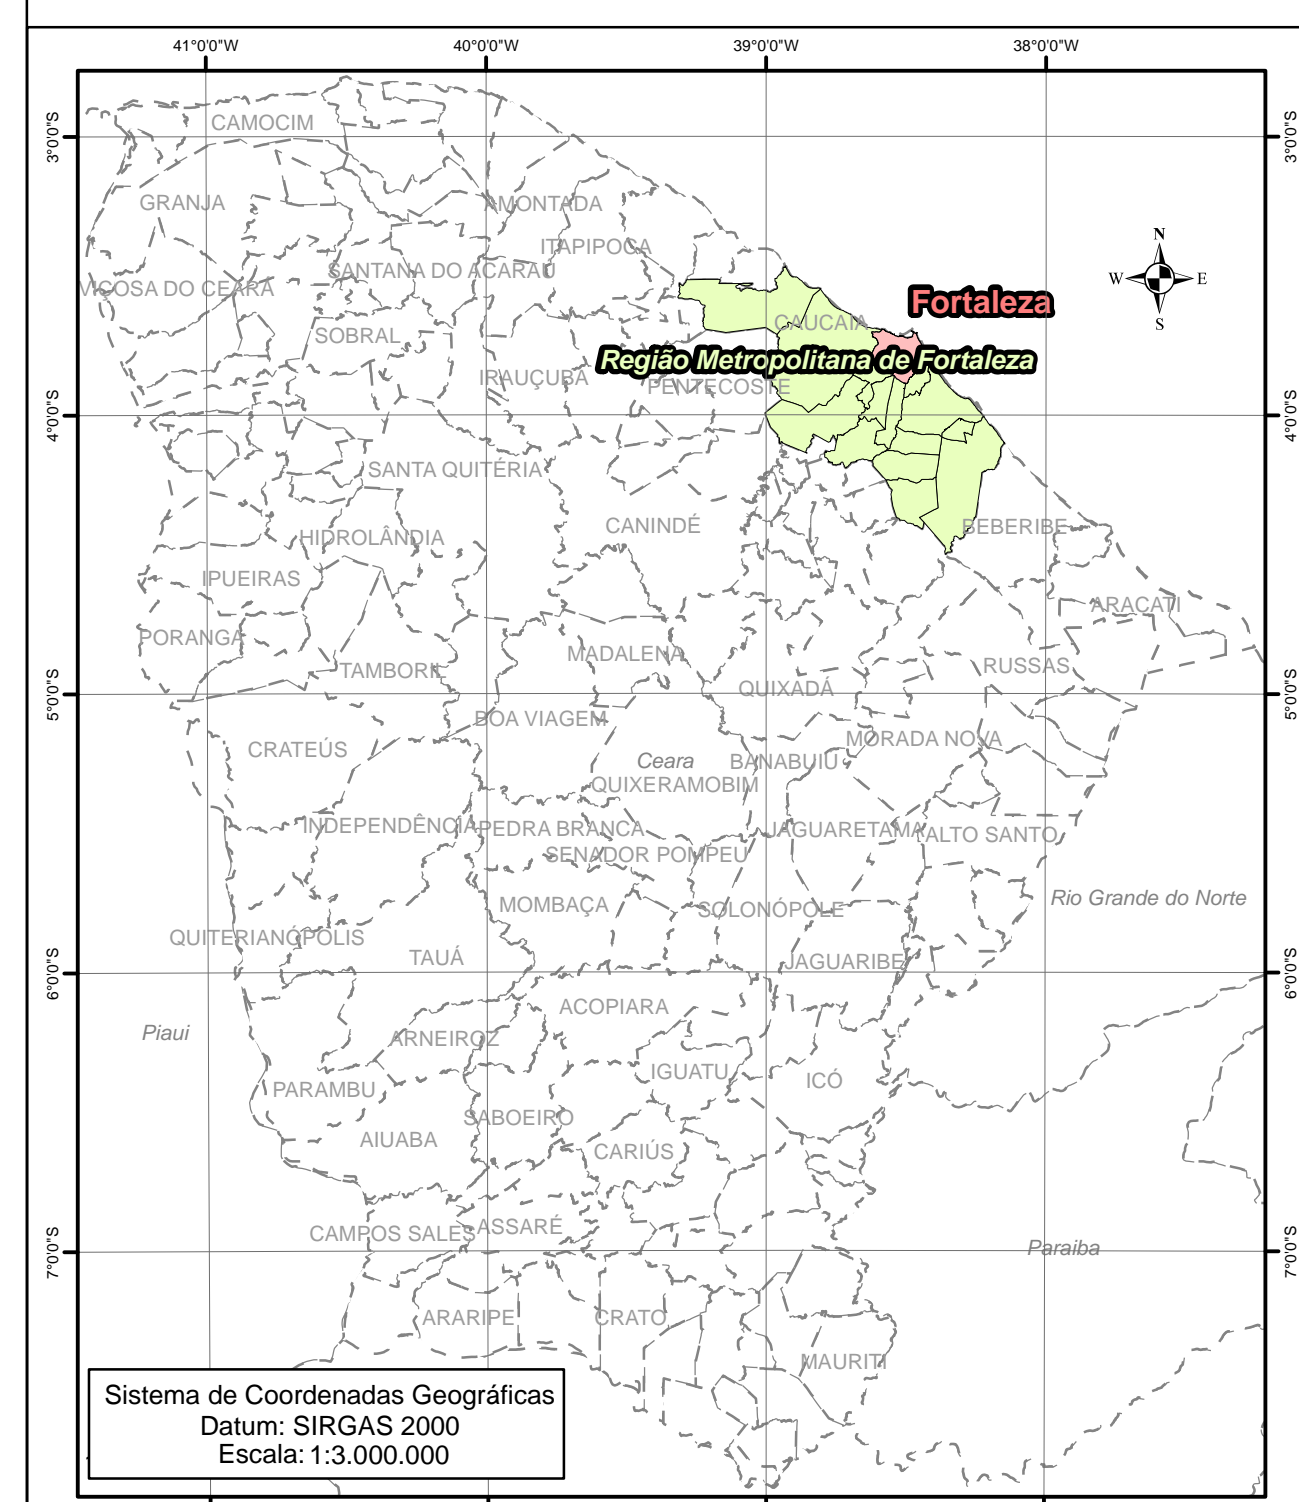 41°0'0"W 40°0'0"W 39°0'0"W 38°0'0"W
3°0'0"S 3°0'0"S
CAMOCIM
GRANJA
AMONTADA
N
ITAPIPOCA
SANTANA DO ACARAÚ
W E
VIÇOSA DO CEARÁ
Fortaleza
S
CAUCAIA
SOBRAL
Região Metropolitana de Fortaleza
IRAUÇUBA
PENTECOSTE
4°0'0"S 4°0'0"S
SANTA QUITÉRIA
CANINDÉ
BEBERIBE
HIDROLÂNDIA
IPUEIRAS
ARACATI
PORANGA
MADALENA
RUSSAS
TAMBORIL
QUIXADÁ
5°0'0"S 5°0'0"S
BOA VIAGEM
MORADA NOVA
CRATEÚS
Ceara
BANABUIÚ
QUIXERAMOBIM
INDEPENDÊNCIA
PEDRA BRANCA
JAGUARETAMA
ALTO SANTO
SENADOR POMPEU
Rio Grande do Norte
MOMBAÇA
SOLONÓPOLE
QUITERIANÓPOLIS
TAUÁ
JAGUARIBE
6°0'0"S 6°0'0"S
ACOPIARA
Piaui
ARNEIROZ
IGUATU
ICÓ
PARAMBU
SABOEIRO
AIUABA
CARIÚS
CAMPOS SALES
ASSARÉ
Paraiba
7°0'0"S 7°0'0"S
ARARIPE
CRATO
MAURITI
Sistema de Coordenadas Geográficas
Datum: SIRGAS 2000
Escala: 1:3.000.000